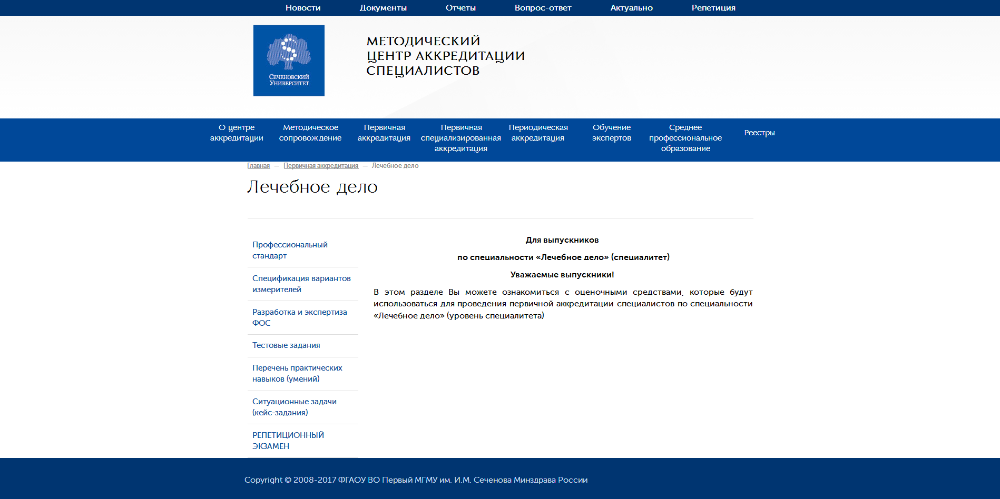 Новости
Документы
Отчеты
Вопрос-ответ
Актуально
Репетиция
Сеченовский
Университет
МЕТОДИЧЕСКИЙ
ЦЕНТР АККРЕДИТАЦИИ
СПЕЦИАЛИСТОВ
О центре
аккредитации
Методическое
сопровождение
Первичная
аккредитация
Первичная
специализированная
аккредитация
Периодическая
аккредитация
Обучение
экспертов
Среднее
профессиональное
образование
Реестры
Главная — Первичная аккредитация — Лечебное дело
Лечебное дело
Профессиональный
стандарт
Спецификация вариантов
измерителей
Разработка и экспертиза
ФОС
Тестовые задания
Перечень практических
навыков (умений)
Ситуационные задачи
(кейс-задания)
РЕПЕТИЦИОННЫЙ
ЭКЗАМЕН
Для выпускников
по специальности «Лечебное дело» (специалитет)
Уважаемые выпускники!
В этом разделе Вы можете ознакомиться с оценочными средствами, которые будут
использоваться для проведения первичной аккредитации специалистов по специальности
«Лечебное дело» (уровень специалитета)
Copyright © 2008-2017 ФГАОУ ВО Первый МГМУ им. И.М. Сеченова Минздрава России